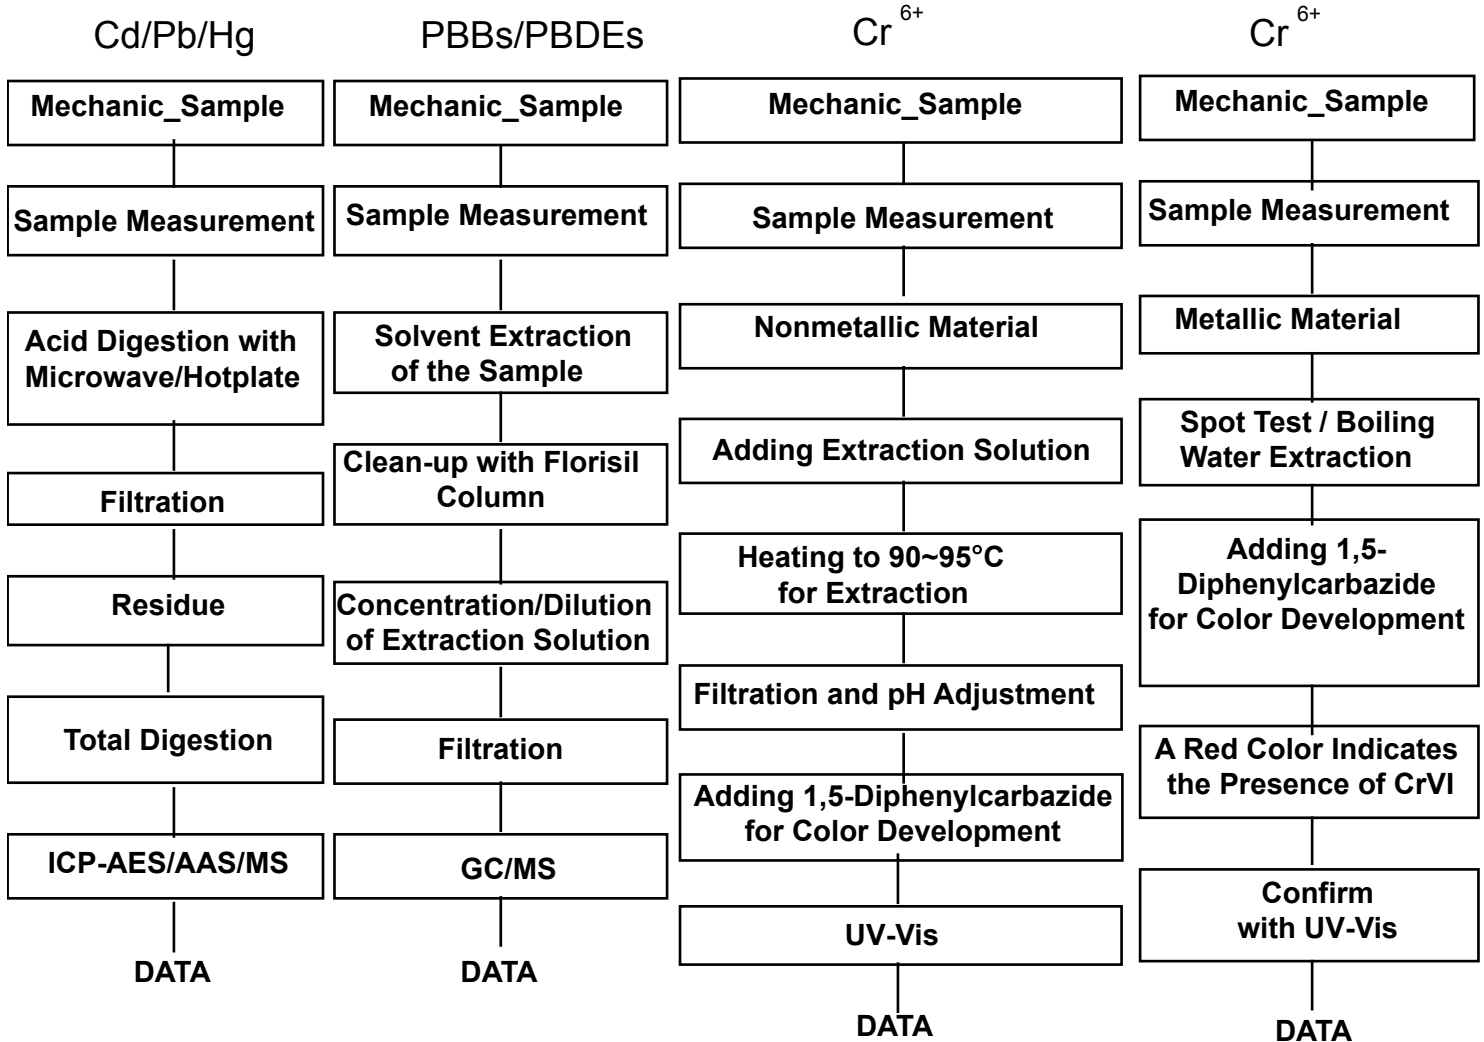 Cd/Pb/Hg
Mechanic_Sample
Sample Measurement
Acid Digestion with
Microwave/Hotplate
Filtration
Residue
Total Digestion
ICP-AES/AAS/MS
DATA
PBBs/PBDEs
Mechanic_Sample
Sample Measurement
Solvent Extraction
of the Sample
Clean-up with Florisil
Column
Concentration/Dilution
of Extraction Solution
Filtration
GC/MS
DATA
Cr 6+
Mechanic_Sample
Sample Measurement
Nonmetallic Material
Adding Extraction Solution
Heating to 90~95°C
for Extraction
Filtration and pH Adjustment
Adding 1,5-Diphenylcarbazide
for Color Development
UV-Vis
DATA
Cr 6+
Mechanic_Sample
Sample Measurement
Metallic Material
Spot Test / Boiling
Water Extraction
Adding 1,5-
Diphenylcarbazide
for Color Development
A Red Color Indicates
the Presence of CrVI
Confirm
with UV-Vis
DATA